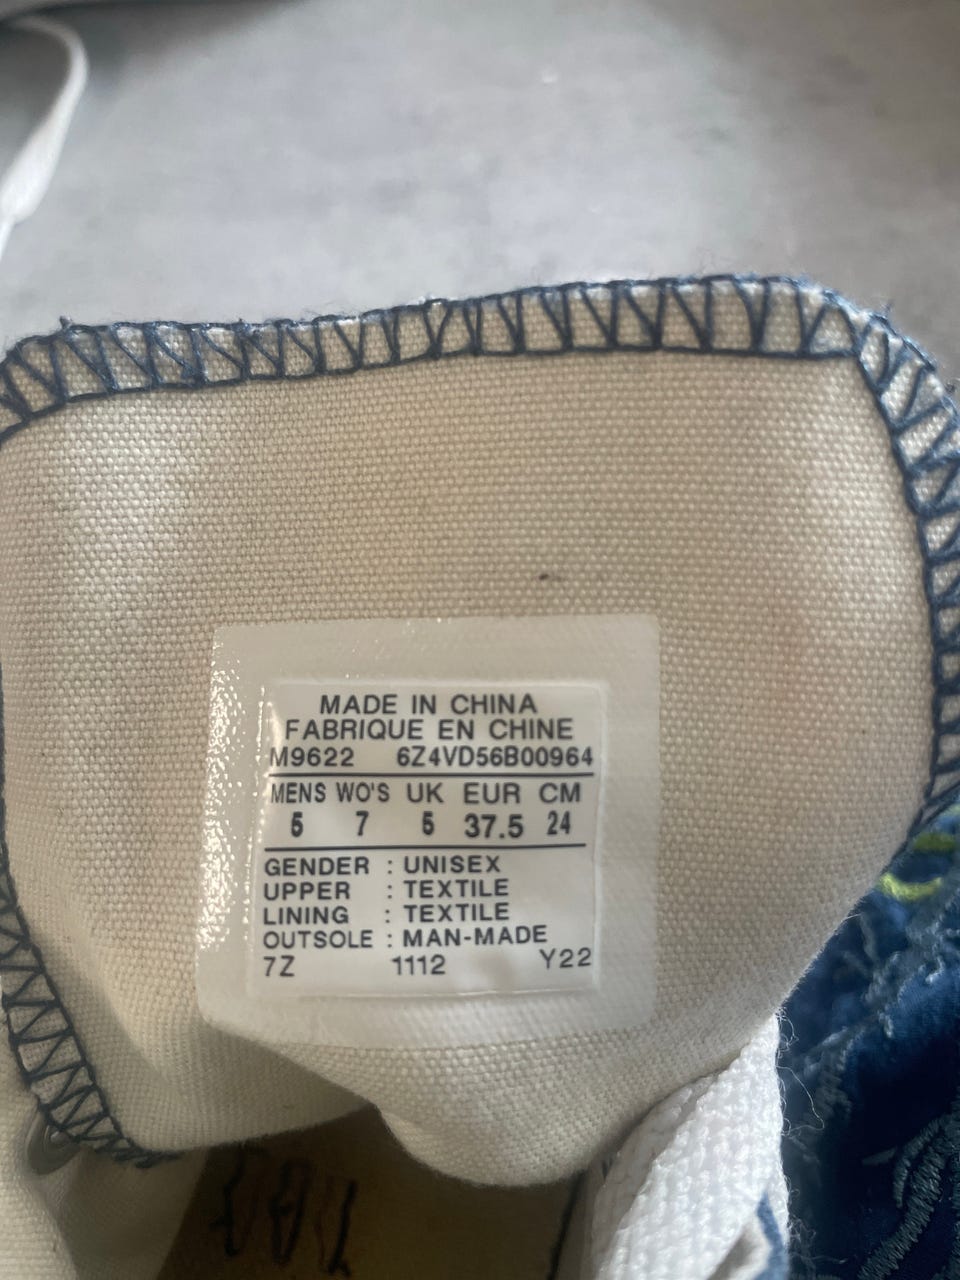 MADE IN CHINA
FABRIQUE EN CHINE
M9622 6Z4VD56B00964
MENS WO'S UK EUR CM
5 7 5 37.5 24
GENDER : UNISEX
UPPER : TEXTILE
LINING : TEXTILE
OUTSOLE : MAN-MADE
7Z 1112 Y22